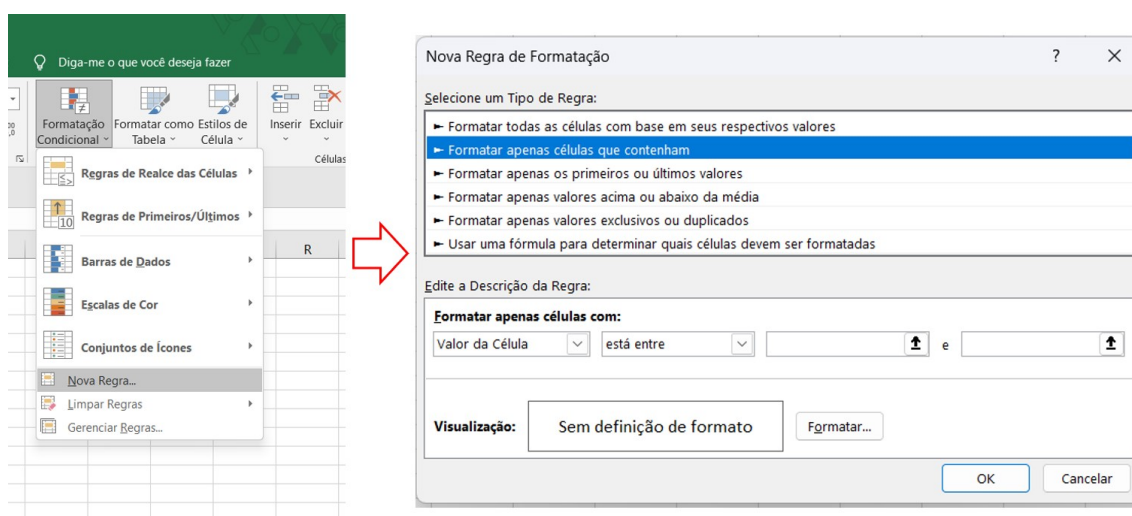 Diga-me o que você deseja fazer
Formatação Condicional
Formatar como Tabela
Estilos de Célula
Inserir
Excluir
Células
Regras de Realce das Células
10
Regras de Primeiros/Últimos
Barras de Dados
Escalas de Cor
Conjuntos de Ícones
Nova Regra...
Limpar Regras
Gerenciar Regras...
R
Nova Regra de Formatação
?
Selecione um Tipo de Regra:
► Formatar todas as células com base em seus respectivos valores
► Formatar apenas células que contenham
► Formatar apenas os primeiros ou últimos valores
► Formatar apenas valores acima ou abaixo da média
► Formatar apenas valores exclusivos ou duplicados
► Usar uma fórmula para determinar quais células devem ser formatadas
Edite a Descrição da Regra:
Formatar apenas células com:
Valor da Célula está entre e
Visualização: Sem definição de formato Formatar...
OK Cancelar